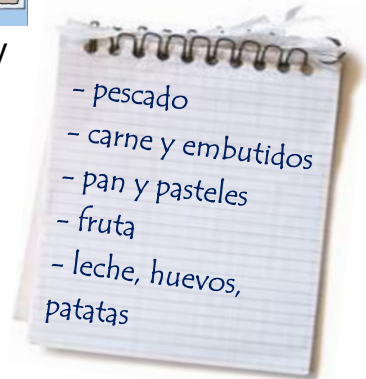 y
- pescado
- carne y embutidos
- pan y pasteles
- fruta
- leche, huevos,
patatas